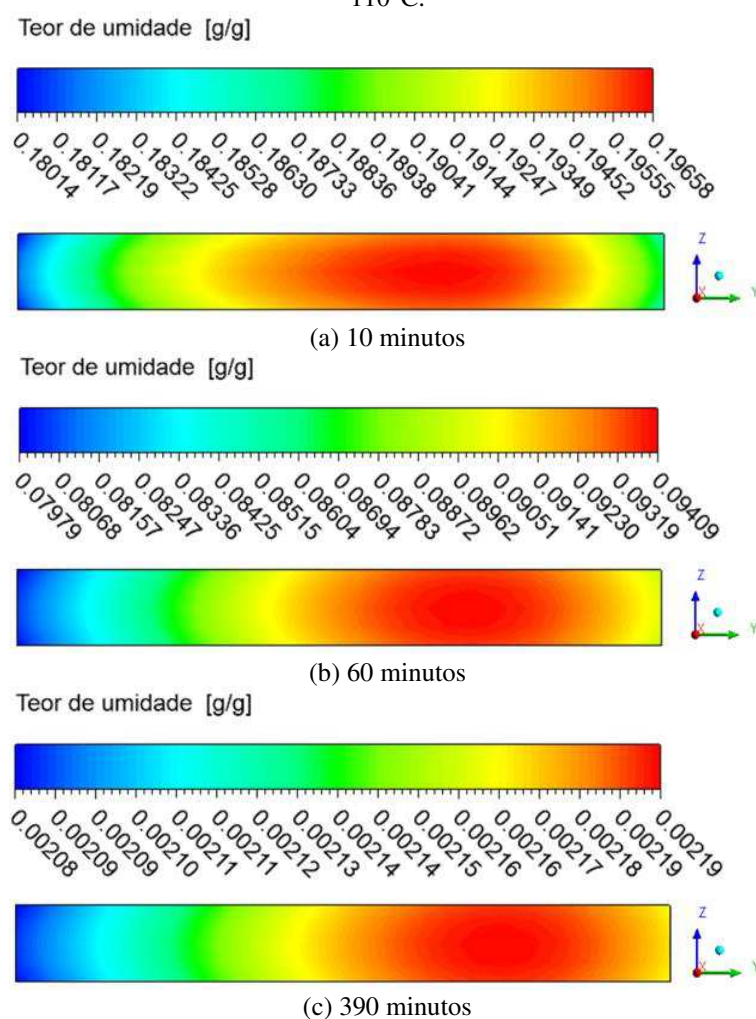 110°C.
Teor de umidade [g/g]
0.18014 0.18117 0.18219 0.18322 0.18425 0.18528 0.18630 0.18733 0.18836 0.18938 0.19041 0.19144 0.19247 0.19349 0.19452 0.19555 0.19658
Z
X
Y
(a) 10 minutos
Teor de umidade [g/g]
0.07979 0.08068 0.08157 0.08247 0.08336 0.08425 0.08515 0.08604 0.08694 0.08783 0.08872 0.08962 0.09051 0.09141 0.09230 0.09319 0.09409
Z
X
Y
(b) 60 minutos
Teor de umidade [g/g]
0.00208 0.00209 0.00209 0.00210 0.00211 0.00211 0.00212 0.00213 0.00214 0.00214 0.00215 0.00216 0.00216 0.00217 0.00218 0.00219 0.00219
Z
X
Y
(c) 390 minutos